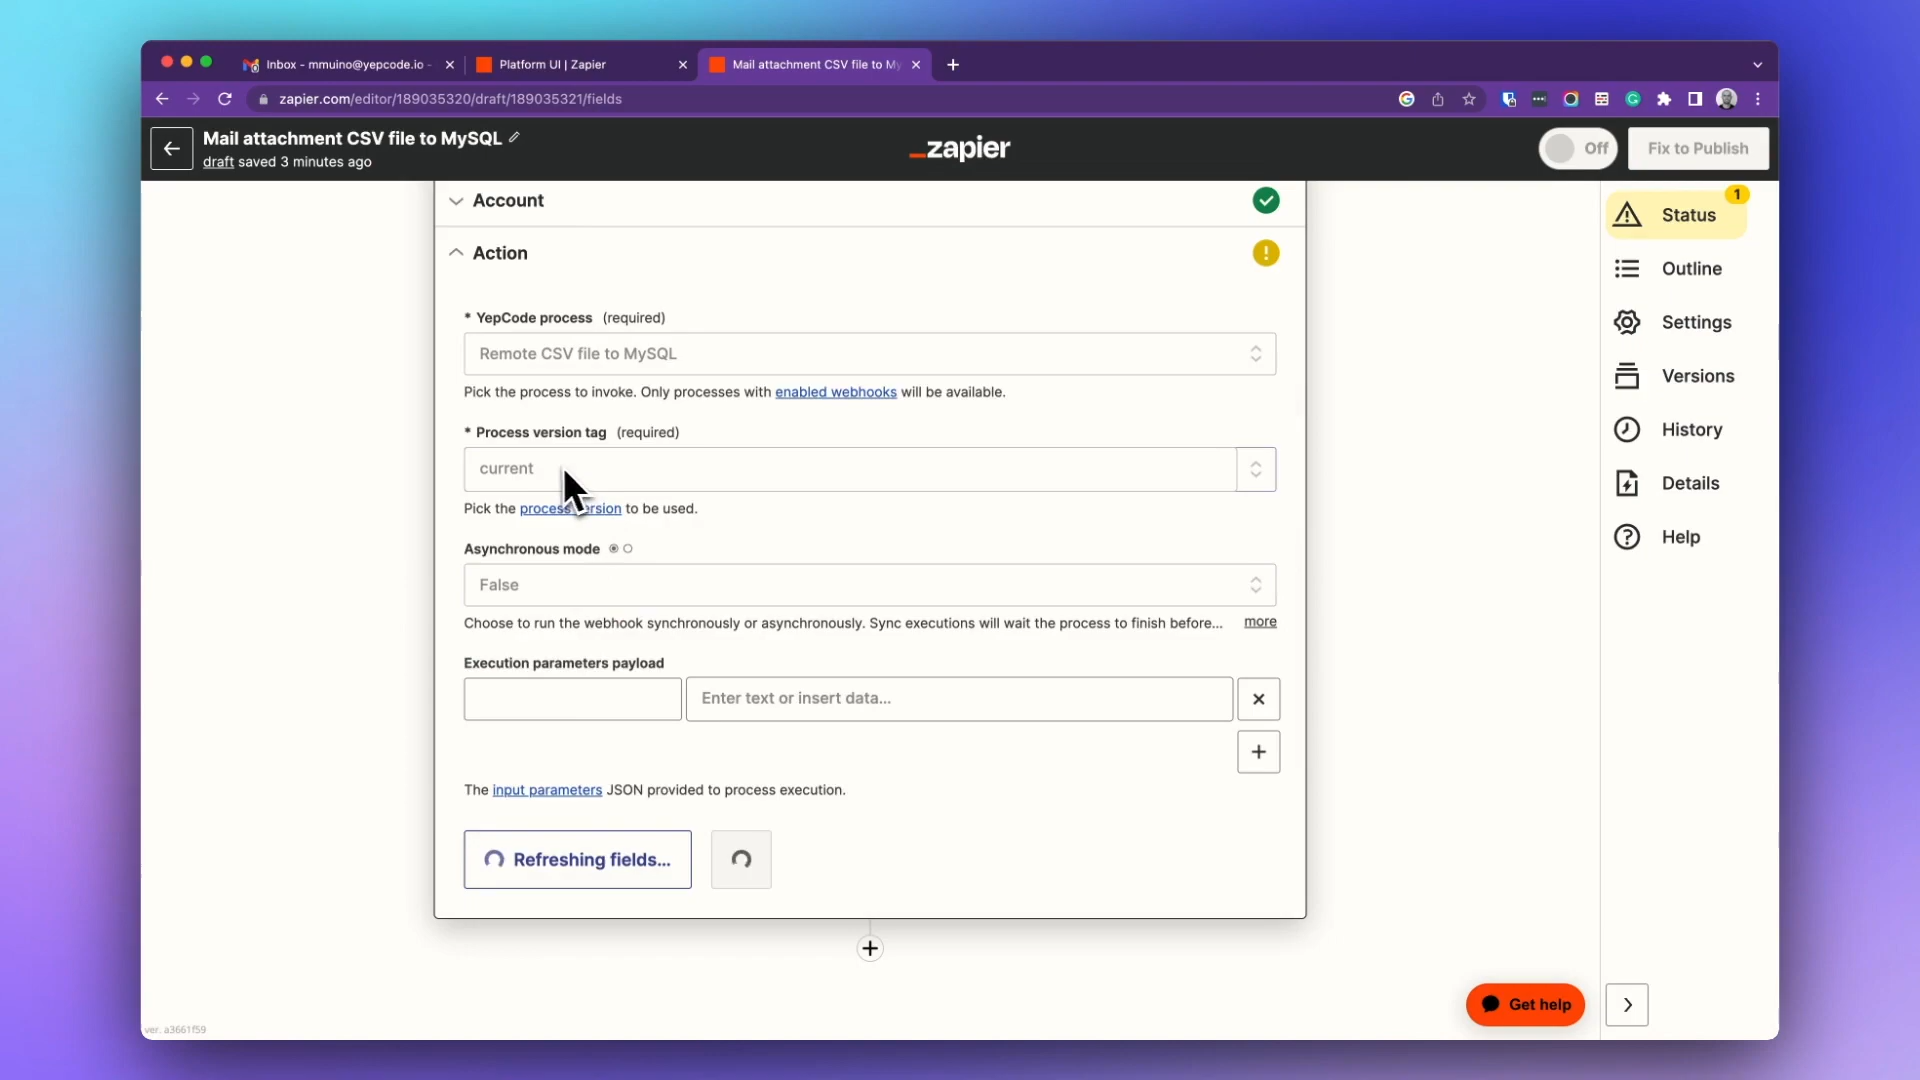 Inbox - mmuino@yepcode.io -
Platform UI | Zapier
Mail attachment CSV file to My
zapier.com/editor/189035320/draft/189035321/fields
Mail attachment CSV file to MySQL
draft saved 3 minutes ago
_zapier
Off
Fix to Publish
Account
Action
* YepCode process (required)
Remote CSV file to MySQL
Pick the process to invoke. Only processes with enabled webhooks will be available.
* Process version tag (required)
current
Pick the process version to be used.
Asynchronous mode
False
Choose to run the webhook synchronously or asynchronously. Sync executions will wait the process to finish before... more
Execution parameters payload
Enter text or insert data...
The input parameters JSON provided to process execution.
Refreshing fields...
1
Status
Outline
Settings
Versions
History
Details
Help
Get help
ver. a3661f59